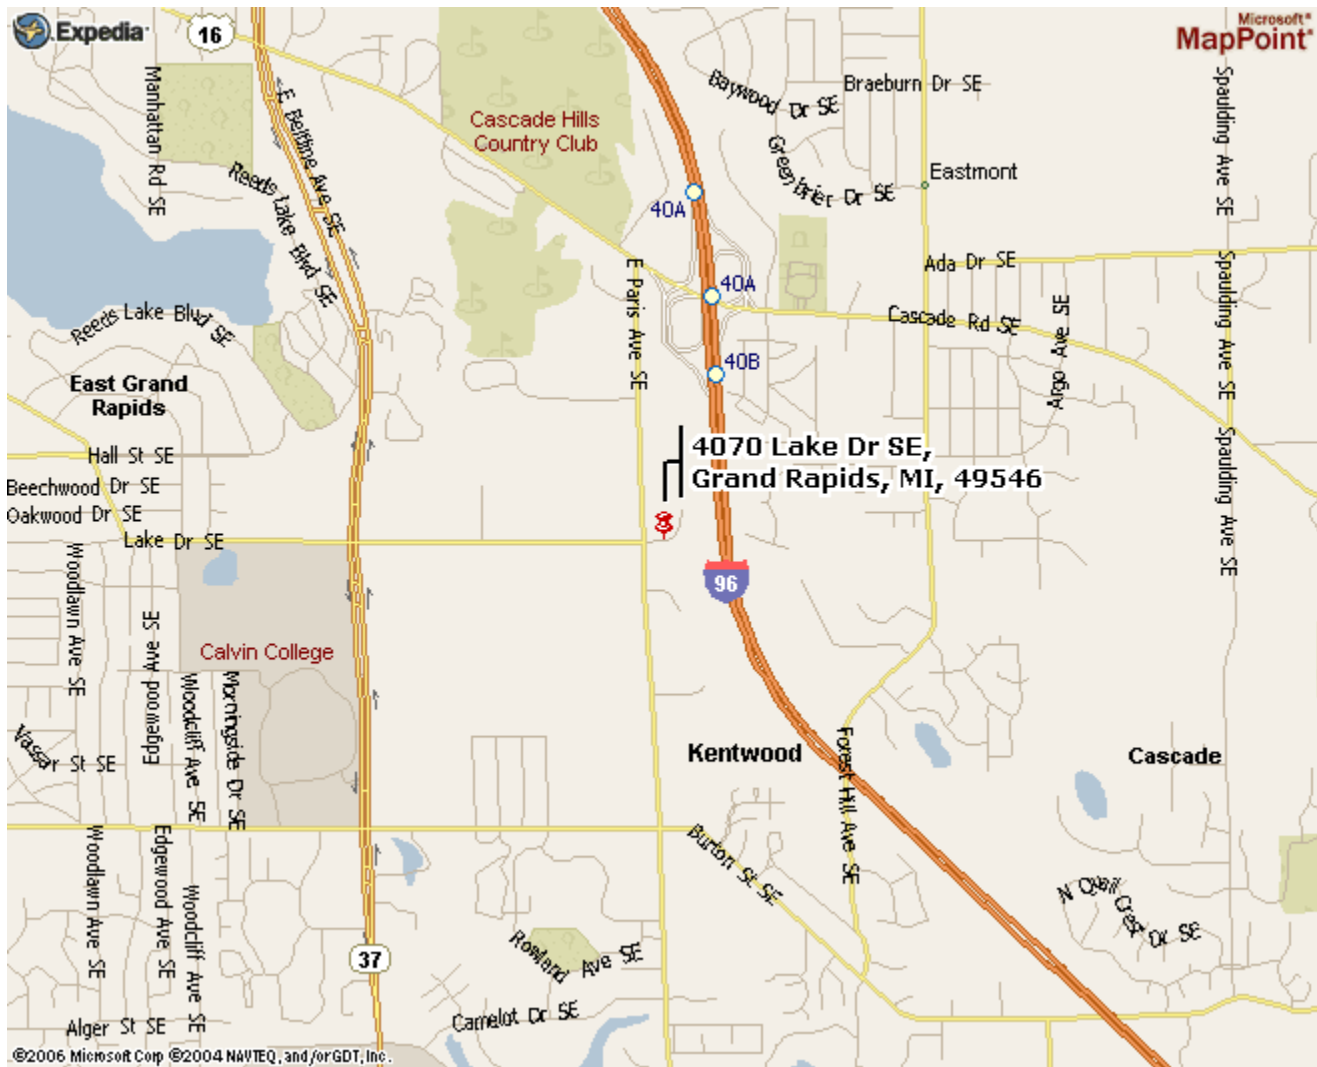 Expedia
16
Microsoft®
MapPoint®
Manhattan Rd SE
E Beltline Ave SE
Cascade Hills
Country Club
Baywood Dr SE
Braeburn Dr SE
Spaulding Ave SE
Greenbrier Dr SE
Eastmont
Reeds Lake Blvd SE
40A
Ada Dr SE
E Paris Ave SE
40A
Spaulding Ave SE
Reeds Lake Blvd SE
Cascade Rd SE
Argo Ave SE
40B
East Grand
Rapids
4070 Lake Dr SE,
Grand Rapids, MI, 49546
Hall St SE
Spaulding Ave SE
Beechwood Dr SE
Oakwood Dr SE
Lake Dr SE
96
Woodlawn Ave SE
Edgewood Ave SE
Calvin College
Woodcliff Ave SE
Morningside Dr SE
Vassar St SE
Kentwood
Forest Hill Ave SE
Cascade
Woodlawn Ave SE
Edgewood Ave SE
Woodcliff Ave SE
Burton St SE
N Quail Crest Dr SE
37
Rowland Ave SE
Camelot Dr SE
Alger St SE
©2006 Microsoft Corp ©2004 NAVTEQ, and/or GDT, Inc.